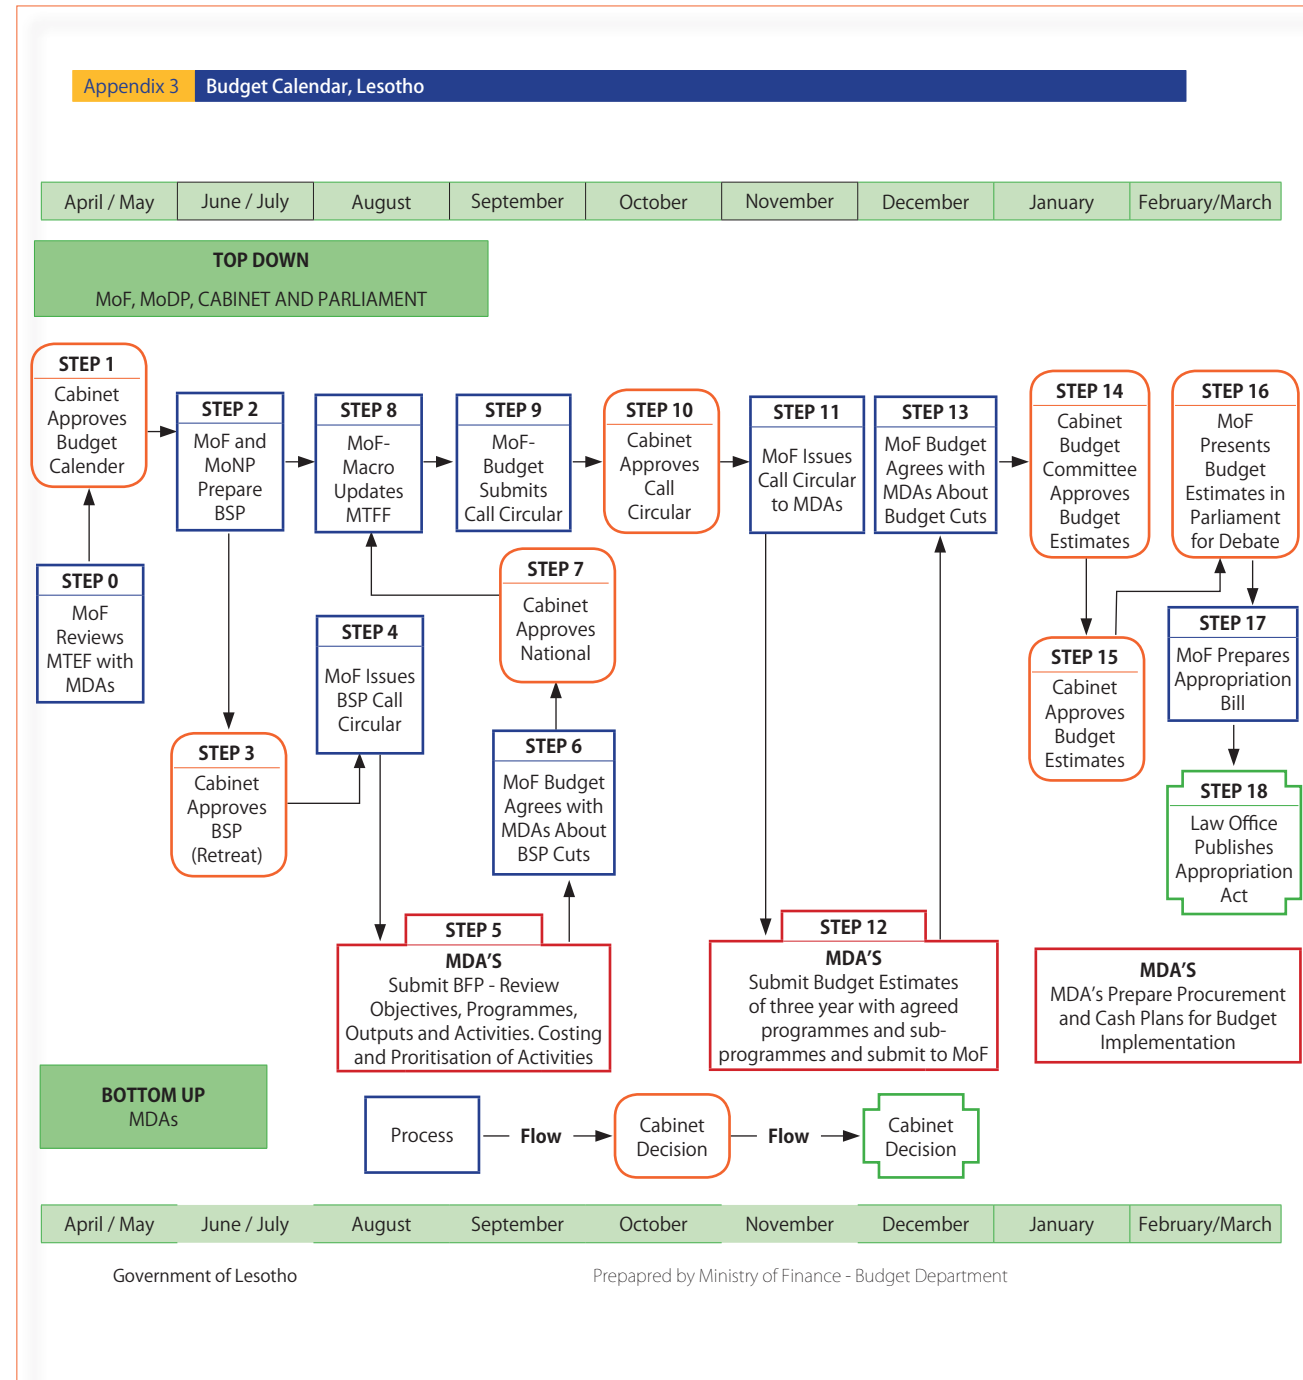 Appendix 3 Budget Calendar, Lesotho
April / May June / July August September October November December January February/March
TOP DOWN
MoF, MoDP, CABINET AND PARLIAMENT
STEP 1
Cabinet
Approves
Budget
Calender
STEP 0
MoF
Reviews
MTEF with
MDAs
STEP 2
MoF and
MoNP
Prepare
BSP
STEP 3
Cabinet
Approves
BSP
(Retreat)
STEP 8
MoF-
Macro
Updates
MTFF
STEP 4
MoF Issues
BSP Call
Circular
STEP 9
MoF-
Budget
Submits
Call Circular
STEP 7
Cabinet
Approves
National
STEP 6
MoF Budget
Agrees with
MDAs About
BSP Cuts
STEP 5
MDA'S
Submit BFP - Review
Objectives, Programmes,
Outputs and Activities. Costing
and Proritisation of Activities
STEP 10
Cabinet
Approves
Call
Circular
STEP 11
MoF Issues
Call Circular
to MDAs
STEP 13
MoF Budget
Agrees with
MDAs About
Budget Cuts
STEP 12
MDA'S
Submit Budget Estimates
of three year with agreed
programmes and sub-
programmes and submit to MoF
STEP 14
Cabinet
Budget
Committee
Approves
Budget
Estimates
STEP 15
Cabinet
Approves
Budget
Estimates
STEP 16
MoF
Presents
Budget
Estimates in
Parliament
for Debate
STEP 17
MoF Prepares
Appropriation
Bill
STEP 18
Law Office
Publishes
Appropriation
Act
MDA'S
MDA's Prepare Procurement
and Cash Plans for Budget
Implementation
BOTTOM UP
MDAs
Process
Flow
Cabinet
Decision
Flow
Cabinet
Decision
April / May June / July August September October November December January February/March
Government of Lesotho
Prepapred by Ministry of Finance - Budget Department